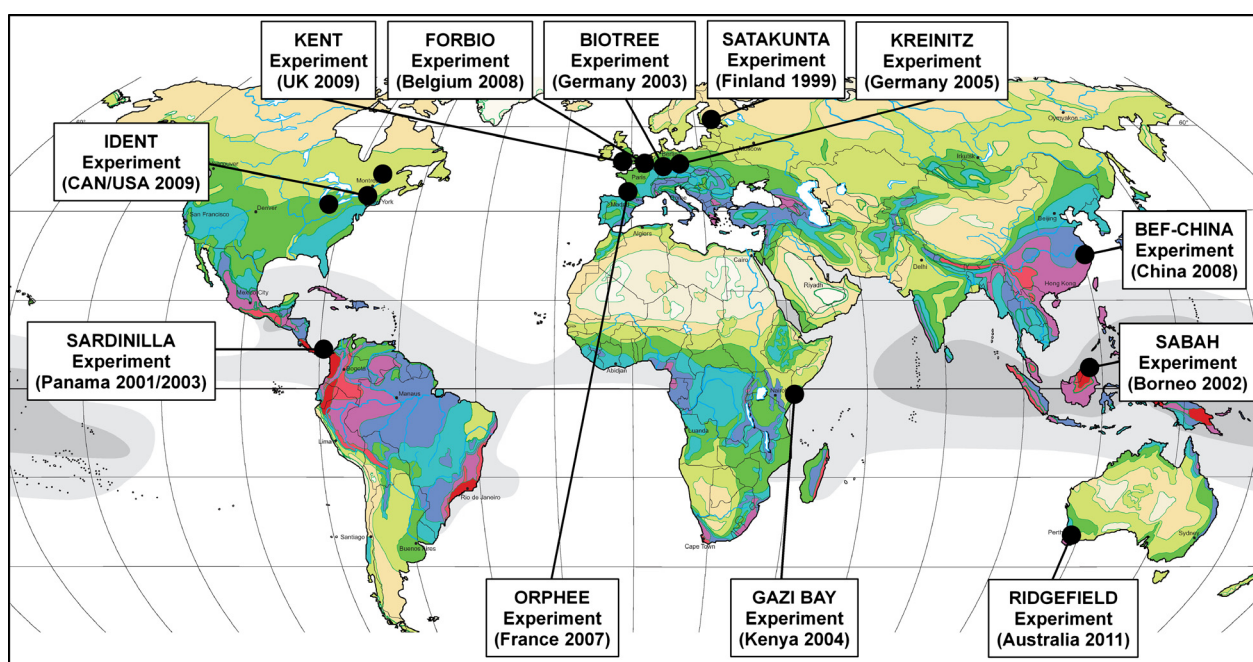 KENT
Experiment
(UK 2009)
FORBIO
Experiment
(Belgium 2008)
BIOTREE
Experiment
(Germany 2003)
SATAKUNTA
Experiment
(Finland 1999)
KREINITZ
Experiment
(Germany 2005)
IDENT
Experiment
(CAN/USA 2009)
BEF-CHINA
Experiment
(China 2008)
SARDINILLA
Experiment
(Panama 2001/2003)
SABAH
Experiment
(Borneo 2002)
ORPHEE
Experiment
(France 2007)
GAZI BAY
Experiment
(Kenya 2004)
RIDGEFIELD
Experiment
(Australia 2011)
60°
Oymyakon
Moscow
Irkutsk
Paris
York
Denver
San Francisco
Madrid
Algiers
Cairo
Beijing
Delhi
Riyadh
Hong Kong
Mexico City
Bogotá
Abidjan
Manaus
Luanda
Lima
Rio de Janeiro
Santiago
Buenos Aires
Cape Town
Perth
Sydney